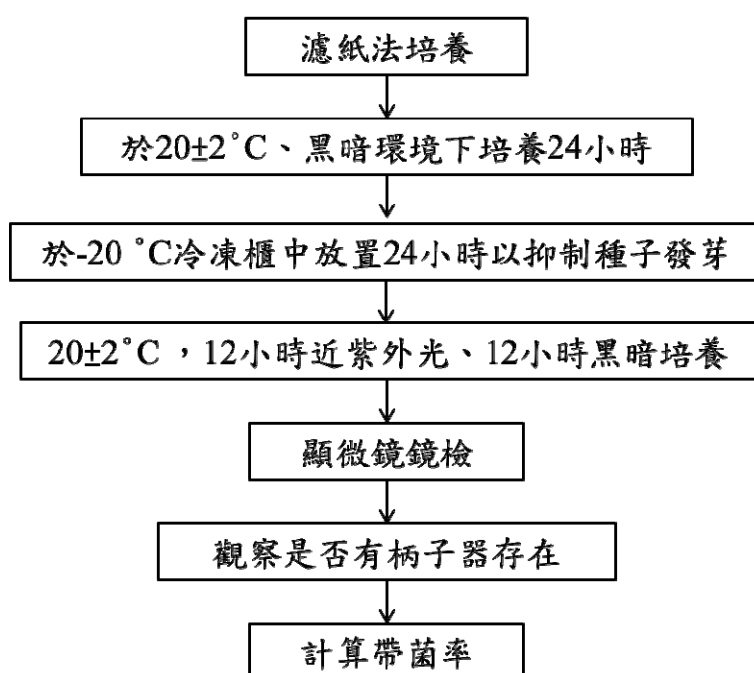 濾紙法培養
於20±2˚C、黑暗環境下培養24小時
於-20 ˚C冷凍櫃中放置24小時以抑制種子發芽
20±2˚C ,12小時近紫外光、12小時黑暗培養
顯微鏡鏡檢
觀察是否有柄子器存在
計算帶菌率